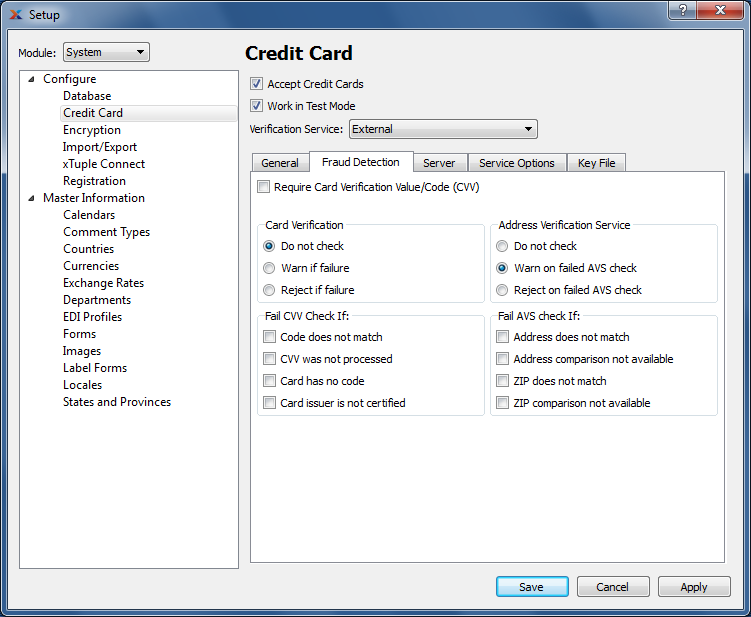 Setup
?
Module: System
Credit Card
Configure
Database
Credit Card
Encryption
Import/Export
xTuple Connect
Registration
Master Information
Calendars
Comment Types
Countries
Currencies
Exchange Rates
Departments
EDI Profiles
Forms
Images
Label Forms
Locales
States and Provinces
Accept Credit Cards
Work in Test Mode
Verification Service: External
General Fraud Detection Server Service Options Key File
Require Card Verification Value/Code (CVV)
Card Verification
Do not check
Warn if failure
Reject if failure
Address Verification Service
Do not check
Warn on failed AVS check
Reject on failed AVS check
Fail CVV Check If:
Code does not match
CVV was not processed
Card has no code
Card issuer is not certified
Fail AVS check If:
Address does not match
Address comparison not available
ZIP does not match
ZIP comparison not available
Save Cancel Apply